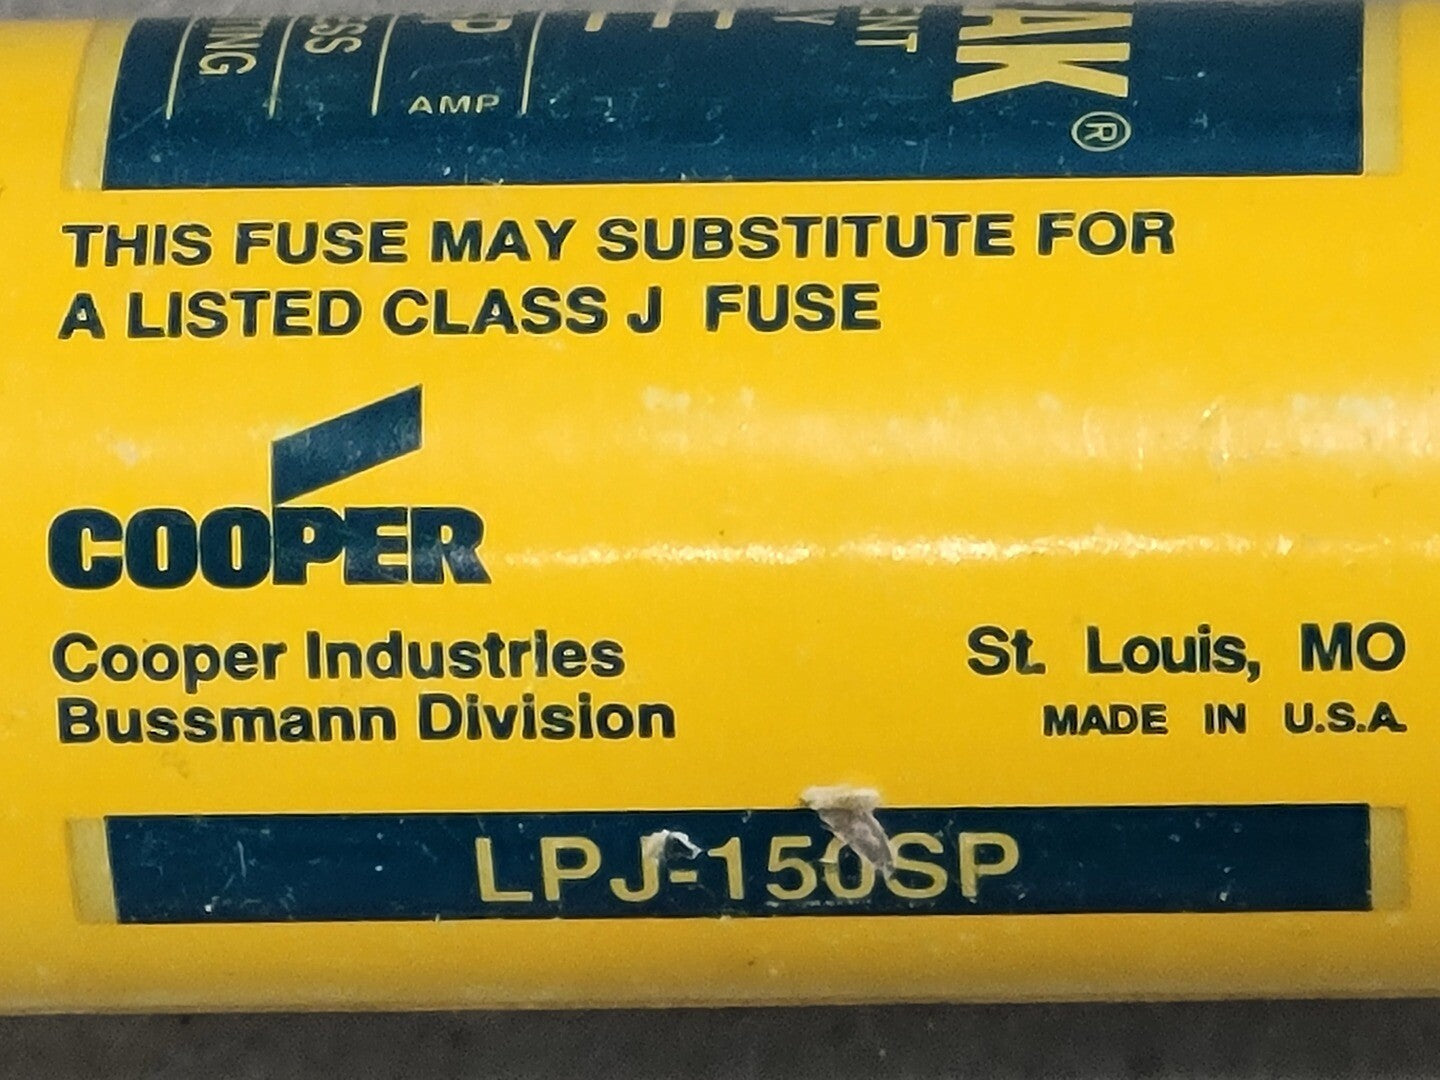 AMP
®
THIS FUSE MAY SUBSTITUTE FOR
A LISTED CLASS J FUSE
COOPER
Cooper Industries
Bussmann Division
St. Louis, MO
MADE IN U.S.A.
LPJ-150SP